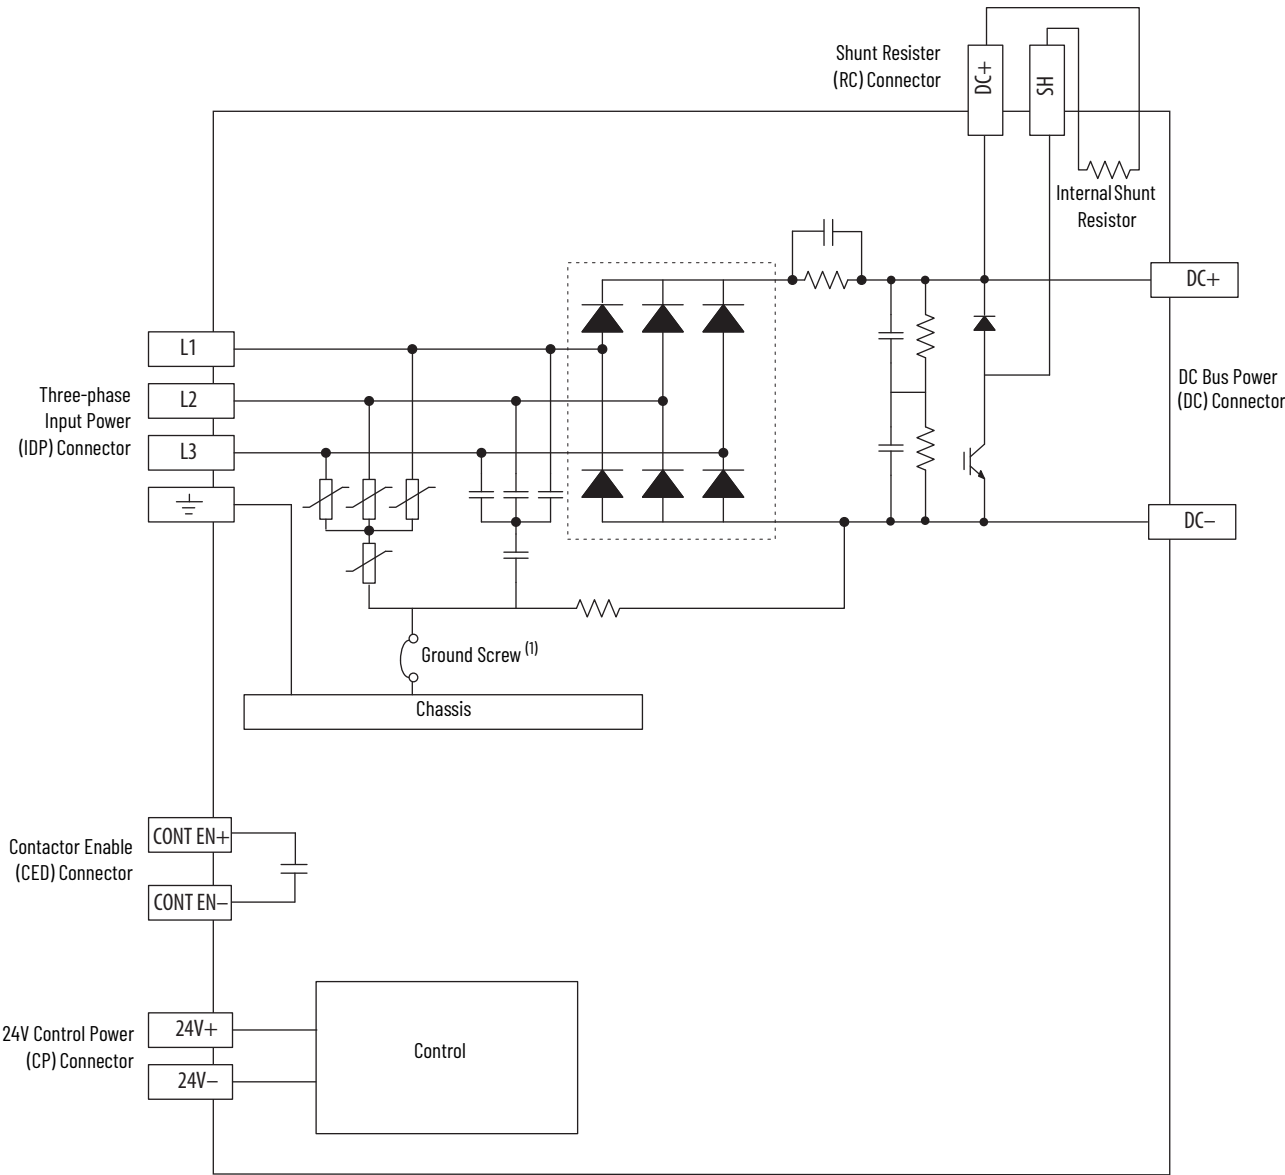 Shunt Resister
(RC) Connector
DC+
SH
Internal Shunt
Resistor
DC+
L1
Three-phase
Input Power
(IDP) Connector
L2
L3
DC Bus Power
(DC) Connector
DC–
Ground Screw (1)
Chassis
Contactor Enable
(CED) Connector
CONT EN+
CONT EN–
24V Control Power
(CP) Connector
24V+
24V–
Control